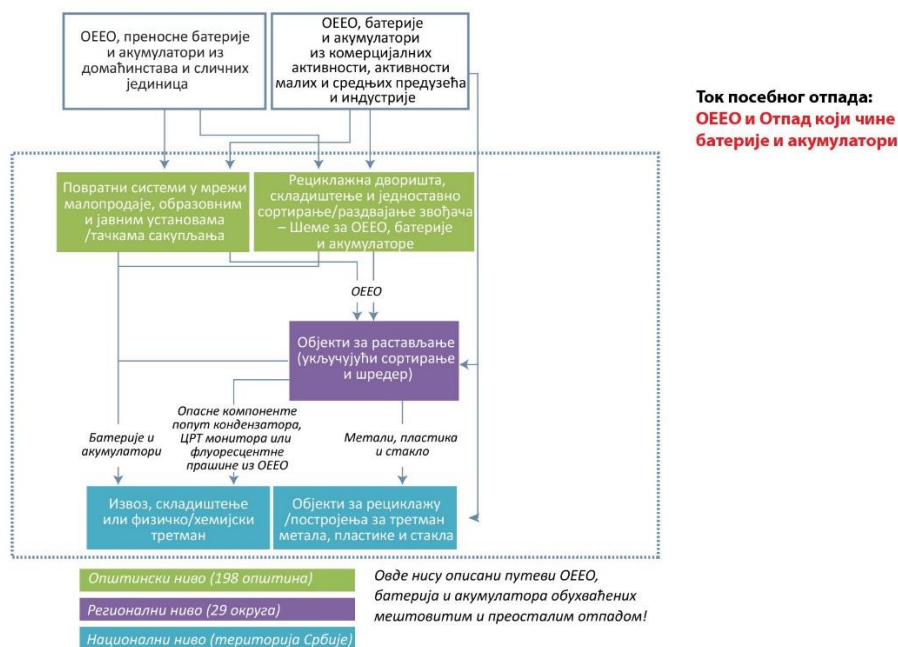 ОЕЕО, преносне батерије
и акумулатори из
домаћинстава и сличних
јединица
ОЕЕО, батерије
и акумулатори
из комерцијалних
активности, активности
малих и средњих предузећа
и индустрије
Ток посебног отпада:
ОЕЕО и Отпад који чине
батерије и акумулатори
Повратни системи у мрежи
малопродаје, образовним
и јавним установама
/тачкама сакупљања
Рециклажна дворишта,
складиштење и једноставно
сортирање/раздвајање звођача
– Шеме за ОЕЕО, батерије
и акумулаторе
ОЕЕО
Објекти за растављање
(укључујући сортирање
и шредер)
Батерије и
акумулатори
Опасне компоненте
попут кондензатора,
ЦРТ монитора или
флуоресцентне
прашине из ОЕЕО
Метали, пластика
и стакло
Извоз, складиштење
или физичко/хемијски
третман
Објекти за рециклажу
/постројења за третман
метала, пластике и стакла
Општински ниво (198 општина)
Регионални ниво (29 округа)
Национални ниво (територија Србије)
Овде нису описани путеви ОЕЕО,
батерија и акумулатора обухваћених
мештовитим и преосталим отпадом!